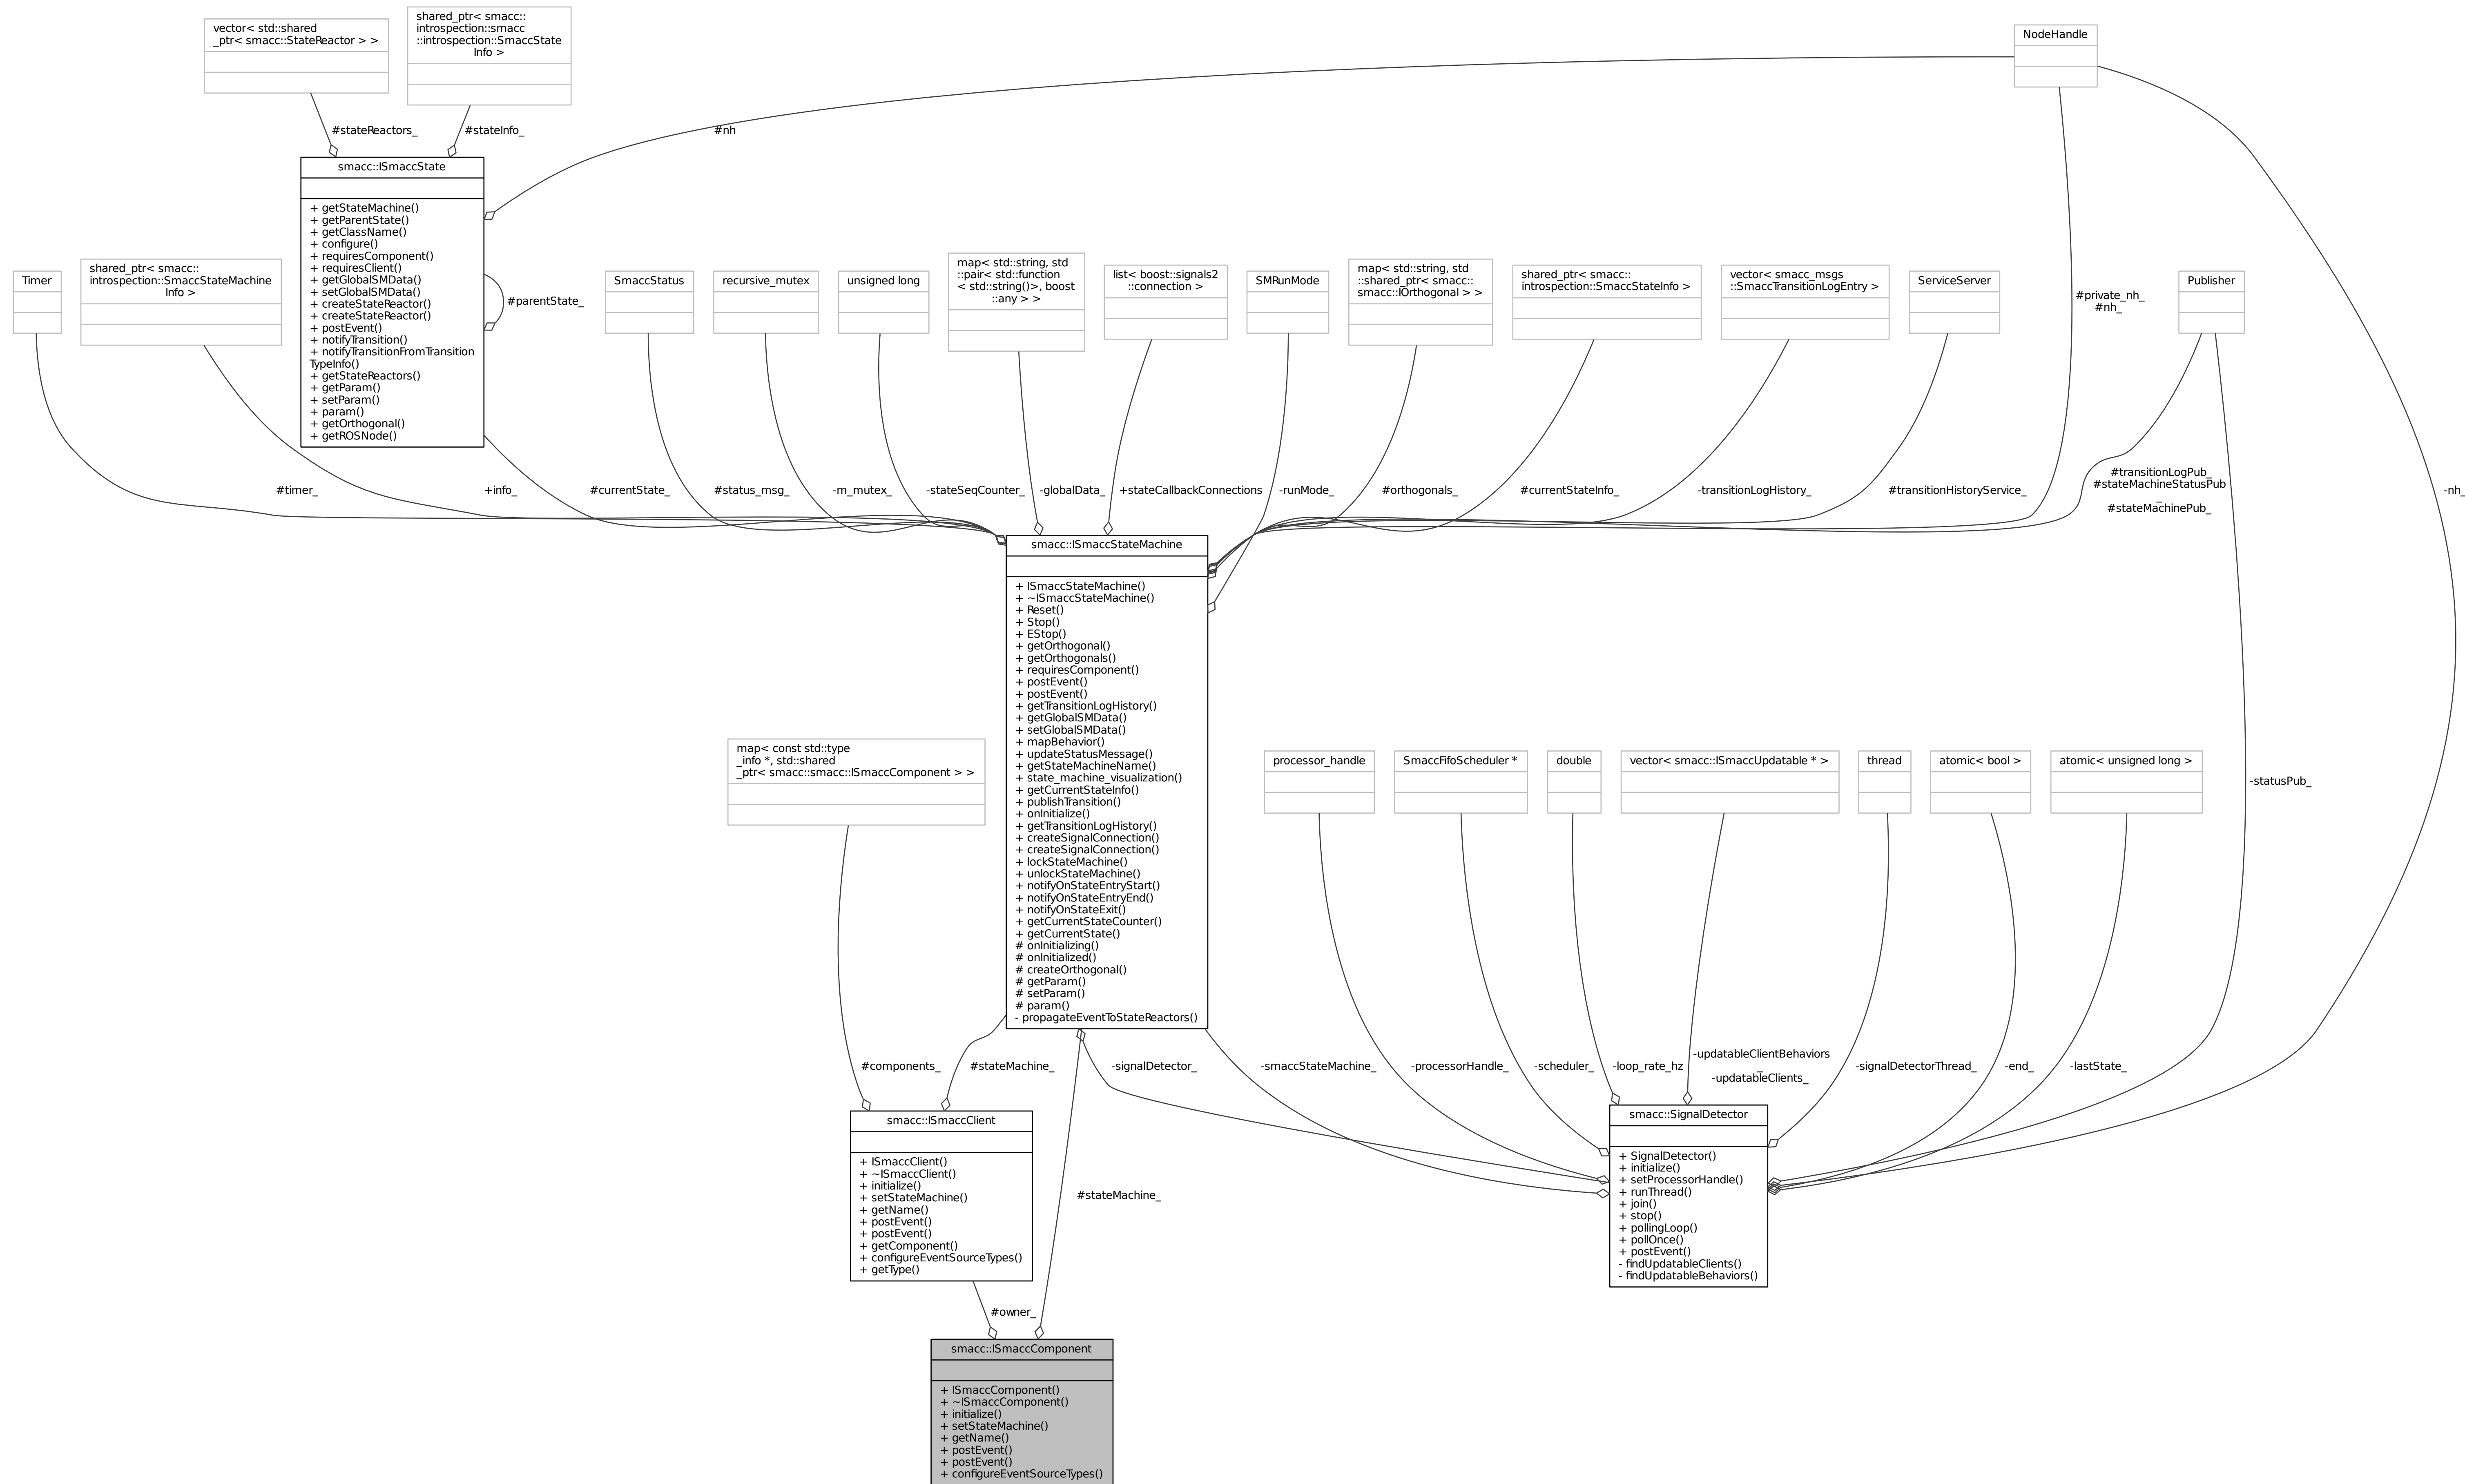 vector< std::shared
_ptr< smacc::StateReactor > >
shared_ptr< smacc::
introspection::smacc
::introspection::SmaccState
Info >
NodeHandle
#stateReactors_
#stateInfo_
#nh
smacc::ISmaccState
+ getStateMachine()
+ getParentState()
+ getClassName()
+ configure()
+ requiresComponent()
+ requiresClient()
+ getGlobalSMData()
+ setGlobalSMData()
+ createStateReactor()
+ createStateReactor()
+ postEvent()
+ notifyTransition()
+ notifyTransitionFromTransition
TypeInfo()
+ getStateReactors()
+ getParam()
+ setParam()
+ param()
+ getOrthogonal()
+ getROSNode()
#parentState_
Timer
shared_ptr< smacc::
introspection::SmaccStateMachine
Info >
SmaccStatus
recursive_mutex
unsigned long
map< std::string, std
::pair< std::function
< std::string()>, boost
::any > >
list< boost::signals2
::connection >
SMRunMode
map< std::string, std
::shared_ptr< smacc::
smacc::IOrthogonal > >
shared_ptr< smacc::
introspection::SmaccStateInfo >
vector< smacc_msgs
::SmaccTransitionLogEntry >
ServiceServer
#private_nh_
#nh_
Publisher
#timer_
+info_
#currentState_
#status_msg_
-m_mutex_
-stateSeqCounter_
-globalData_
+stateCallbackConnections
-runMode_
#orthogonals_
#currentStateInfo_
-transitionLogHistory_
#transitionHistoryService_
#transitionLogPub_
#stateMachineStatusPub
_
#stateMachinePub_
-nh_
smacc::ISmaccStateMachine
+ ISmaccStateMachine()
+ ~ISmaccStateMachine()
+ Reset()
+ Stop()
+ EStop()
+ getOrthogonal()
+ getOrthogonals()
+ requiresComponent()
+ postEvent()
+ postEvent()
+ getTransitionLogHistory()
+ getGlobalSMData()
+ setGlobalSMData()
+ mapBehavior()
+ updateStatusMessage()
+ getStateMachineName()
+ state_machine_visualization()
+ getCurrentStateInfo()
+ publishTransition()
+ onInitialize()
+ getTransitionLogHistory()
+ createSignalConnection()
+ createSignalConnection()
+ lockStateMachine()
+ unlockStateMachine()
+ notifyOnStateEntryStart()
+ notifyOnStateEntryEnd()
+ notifyOnStateExit()
+ getCurrentStateCounter()
+ getCurrentState()
# onInitializing()
# onInitialized()
# createOrthogonal()
# getParam()
# setParam()
# param()
- propagateEventToStateReactors()
map< const std::type
_info *, std::shared
_ptr< smacc::smacc::ISmaccComponent > >
processor_handle
SmaccFifoScheduler *
double
vector< smacc::ISmaccUpdatable * >
thread
atomic< bool >
atomic< unsigned long >
-statusPub_
#components_
#stateMachine_
-signalDetector_
-smaccStateMachine_
-processorHandle_
-scheduler_
-loop_rate_hz
-updatableClientBehaviors
_
-updatableClients_
-signalDetectorThread_
-end_
-lastState_
smacc::ISmaccClient
+ ISmaccClient()
+ ~ISmaccClient()
+ initialize()
+ setStateMachine()
+ getName()
+ postEvent()
+ postEvent()
+ getComponent()
+ configureEventSourceTypes()
+ getType()
#stateMachine_
smacc::SignalDetector
+ SignalDetector()
+ initialize()
+ setProcessorHandle()
+ runThread()
+ join()
+ stop()
+ pollingLoop()
+ pollOnce()
+ postEvent()
- findUpdatableClients()
- findUpdatableBehaviors()
#owner_
smacc::ISmaccComponent
+ ISmaccComponent()
+ ~ISmaccComponent()
+ initialize()
+ setStateMachine()
+ getName()
+ postEvent()
+ postEvent()
+ configureEventSourceTypes()